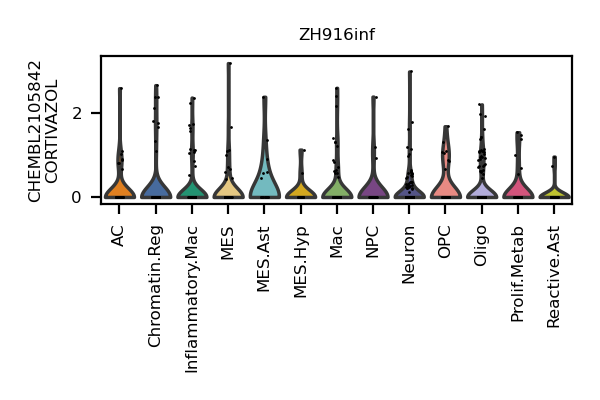 ZH916inf
CHEMBL2105842
CORTIVAZOL
2
0
AC
Chromatin.Reg
Inflammatory.Mac
MES
MES.Ast
MES.Hyp
Mac
NPC
Neuron
OPC
Oligo
Prolif.Metab
Reactive.Ast